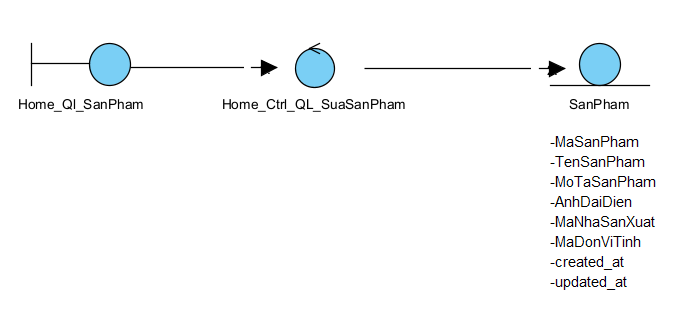 Home_Ql_SanPham
Home_Ctrl_QL_SuaSanPham
SanPham
-MaSanPham
-TenSanPham
-MoTaSanPham
-AnhDaiDien
-MaNhaSanXuat
-MaDonViTinh
-created_at
-updated_at